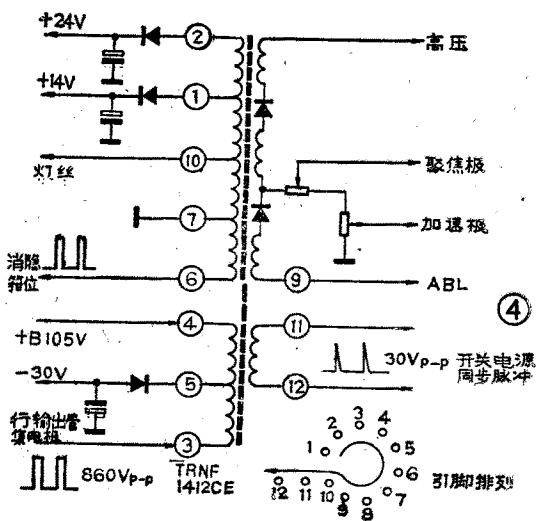 +24V
②
高压
+14V
①
⑩
灯丝
聚焦极
⑦
加速极
消隐
箝位
⑥
⑨
ABL
④
④
⑪
+B105V
30Vp-p 开关电源
同步脉冲
-30V
⑤
⑫
行输出管
集电极
③
860Vp-p
TRNF
1412CE
1
2
3
4
5
6
7
8
9
10
11
12
引脚排列